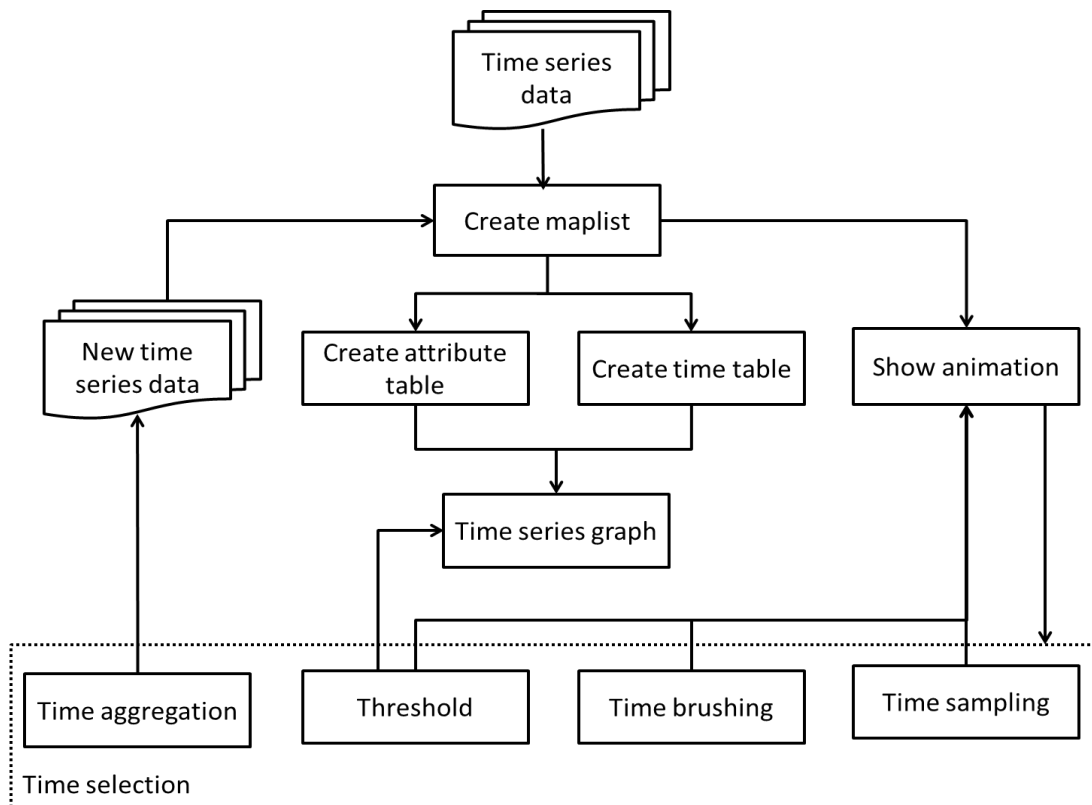 Time series
data
Create maplist
New time
series data
Create attribute
table
Create time table
Show animation
Time series graph
Time aggregation
Threshold
Time brushing
Time sampling
Time selection